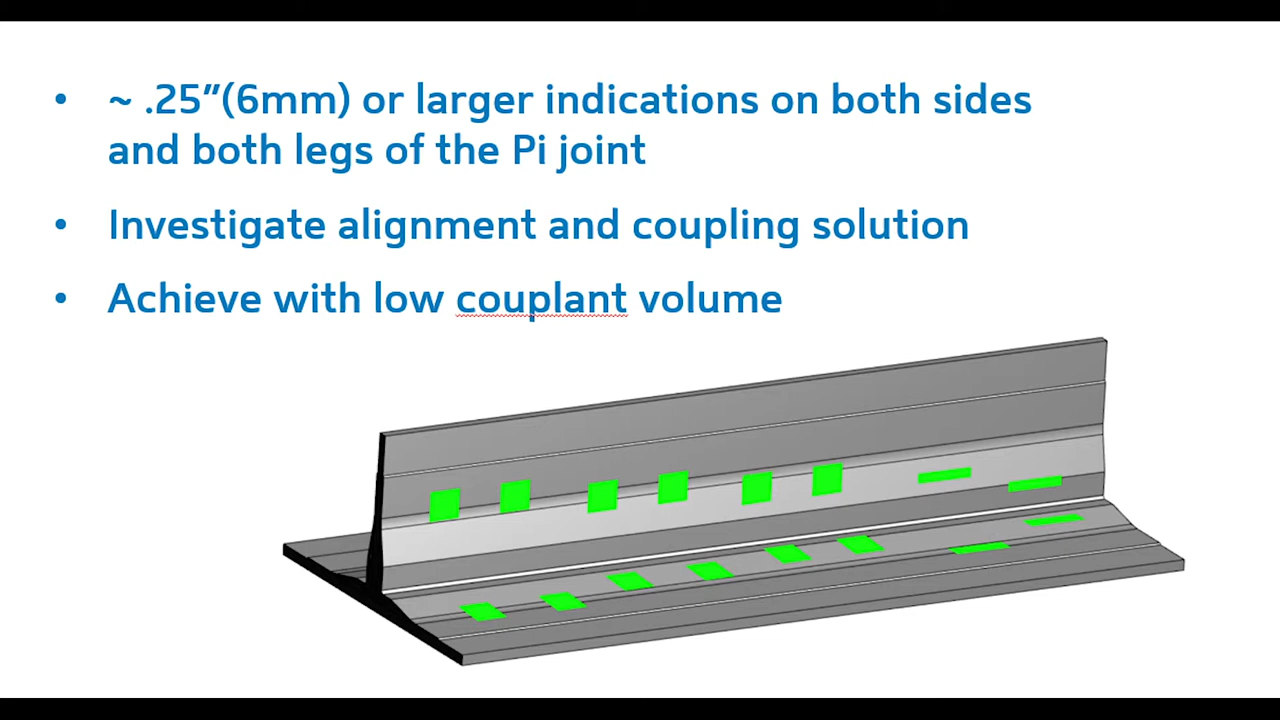 • ~ .25”(6mm) or larger indications on both sides
and both legs of the Pi joint
• Investigate alignment and coupling solution
• Achieve with low couplant volume